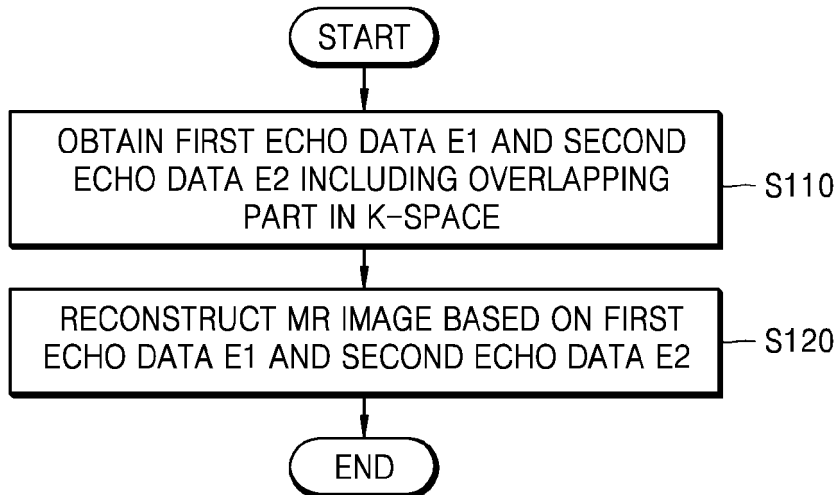 START
OBTAIN FIRST ECHO DATA E1 AND SECOND
ECHO DATA E2 INCLUDING OVERLAPPING
PART IN K-SPACE
S110
RECONSTRUCT MR IMAGE BASED ON FIRST
ECHO DATA E1 AND SECOND ECHO DATA E2
S120
END